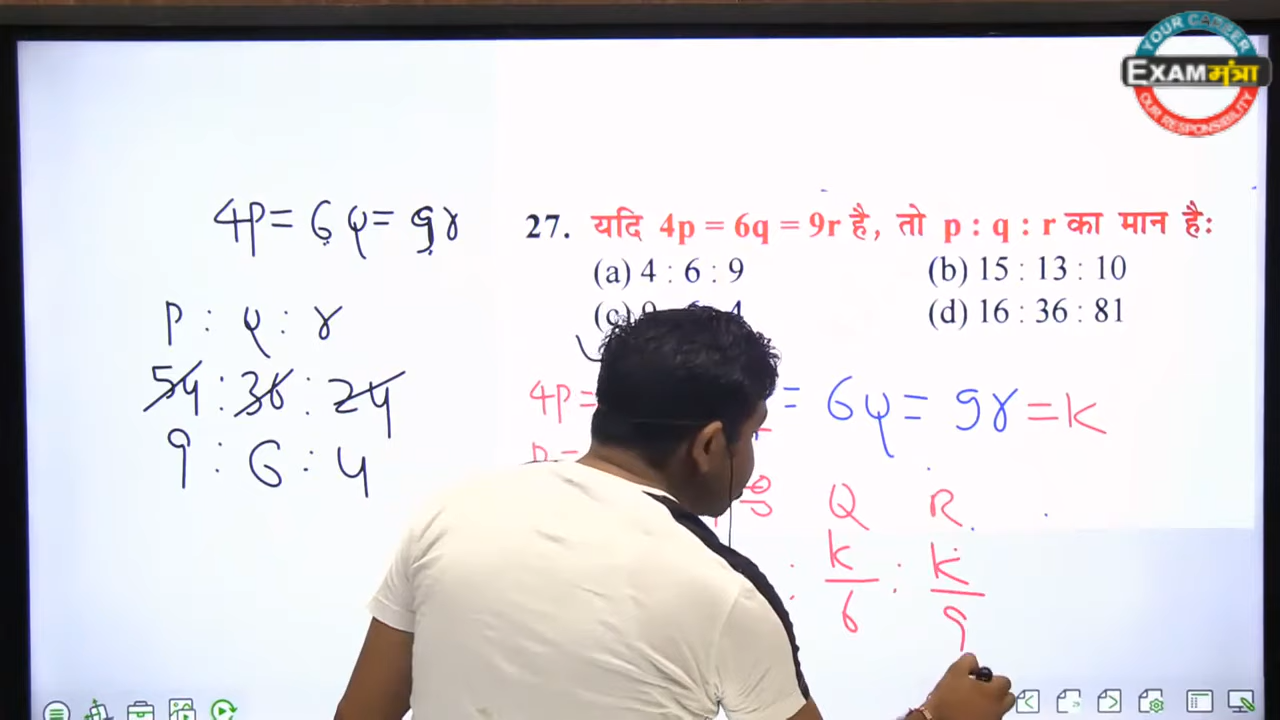 YOUR CAREER
EXAMमंत्रा
OUR RESPONSIBILITY
4p = 6q = 9r
p : q : r
54 : 36 : 24
9 : 6 : 4
27. यदि 4p = 6q = 9r है, तो p : q : r का मान है:
(a) 4 : 6 : 9
(b) 15 : 13 : 10
(c)
(d) 16 : 36 : 81
4p =
= 6q = 9r = k
Q R
: k/6 : k/9